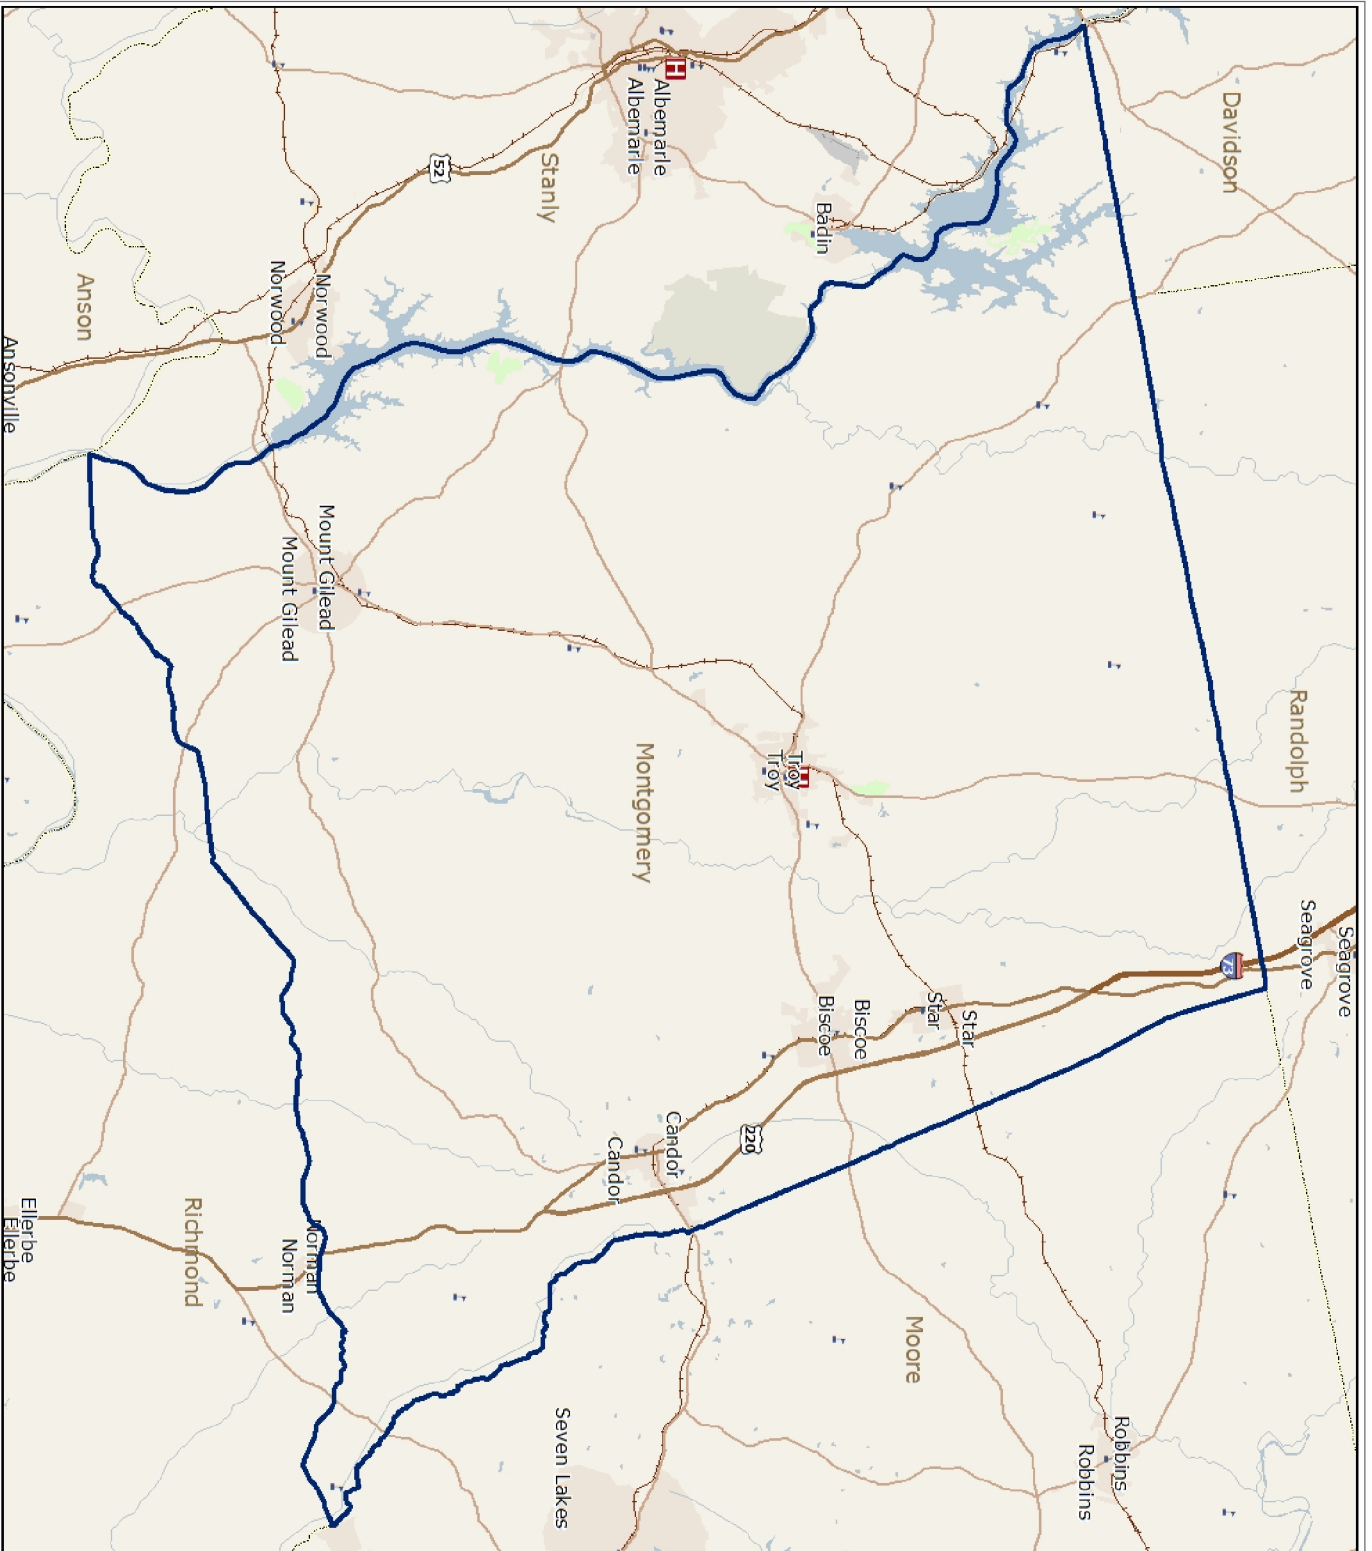 Seagrove
Seagrove
Randolph
Davidson
73
Robbins
Robbins
Star
Star
Moore
Biscoe
Biscoe
Badin
H
Troy
Troy
220
H
Albemarle
Albemarle
Candor
Candor
Montgomery
Seven Lakes
Stanly
52
Norwood
Norwood
Mount Gilead
Mount Gilead
Norman
Norman
Richmond
Anson
Ellerbe
Ellerbe
Ansonville